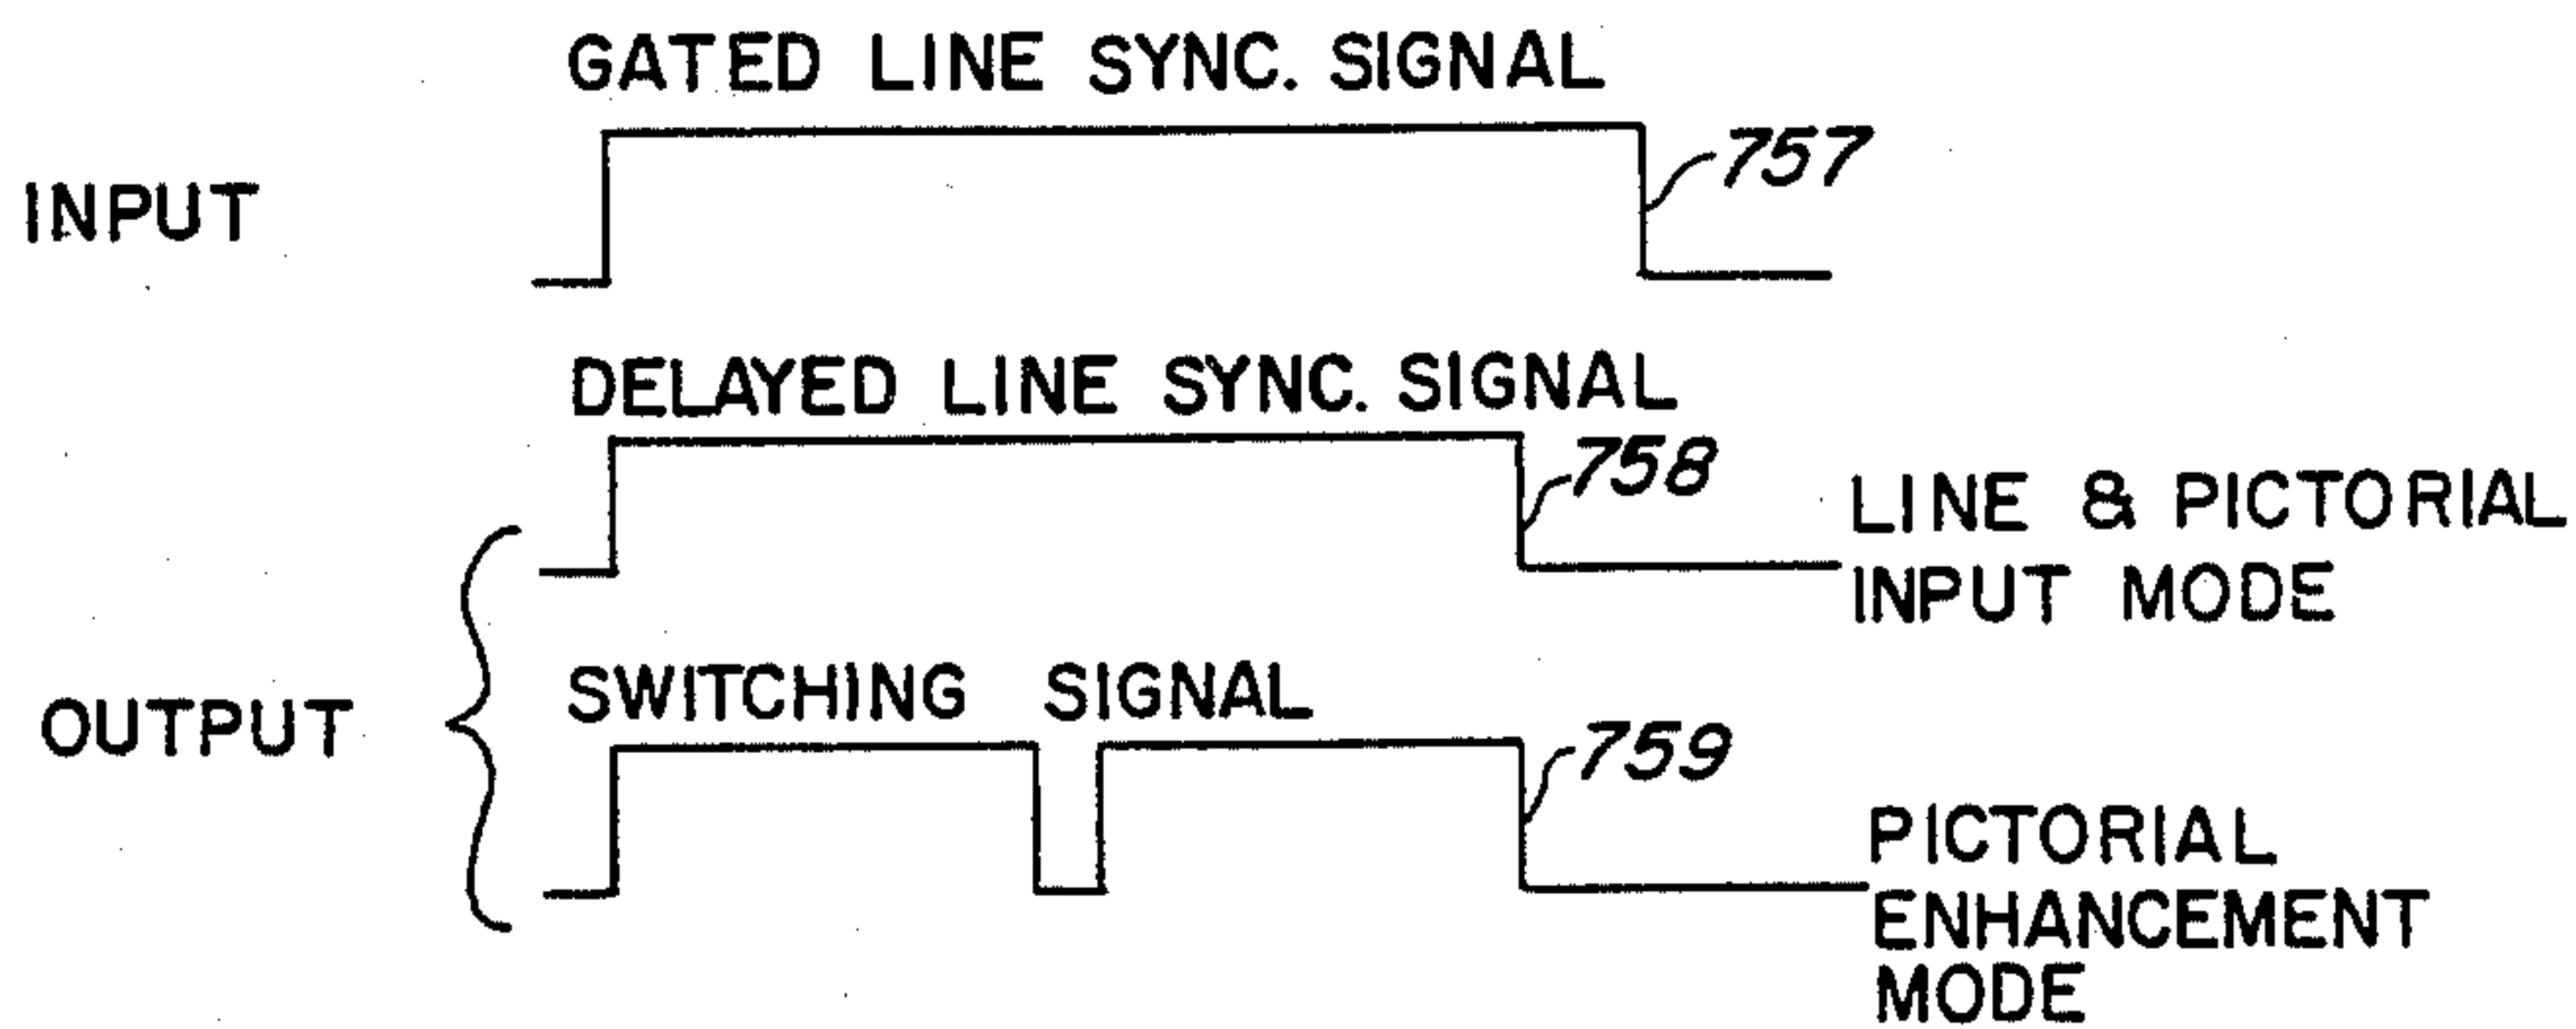 GATED LINE SYNC. SIGNAL
757
INPUT
DELAYED LINE SYNC. SIGNAL
758
LINE & PICTORIAL
INPUT MODE
OUTPUT
SWITCHING SIGNAL
759
PICTORIAL
ENHANCEMENT
MODE